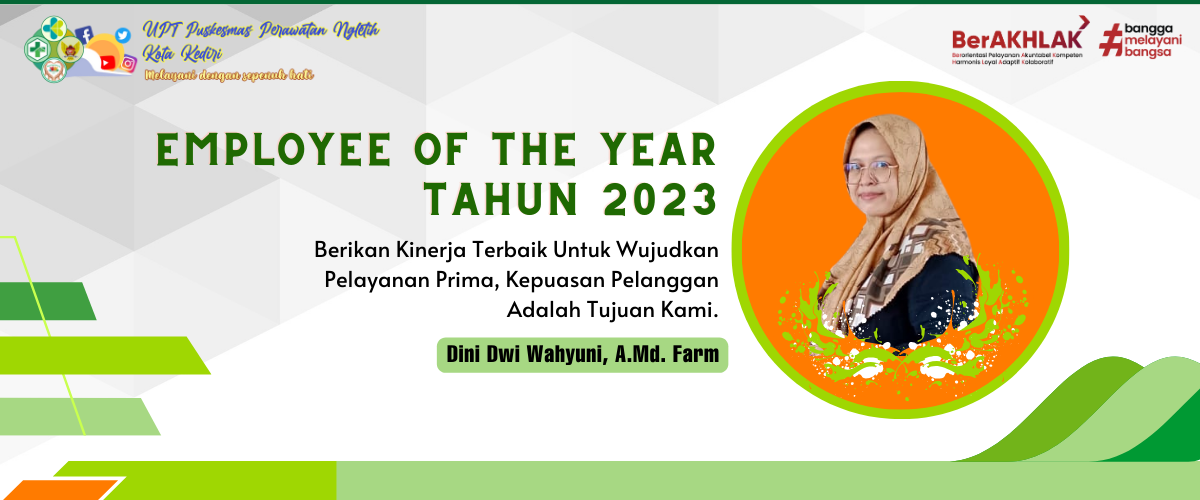 UPT Puskesmas Perawatan Ngletih
Kota Kediri
Melayani dengan sepenuh hati
BerAKHLAK
Berorientasi Pelayanan Akuntabel Kompeten
Harmonis Loyal Adaptif Kolaboratif
#bangga
melayani
bangsa
EMPLOYEE OF THE YEAR
TAHUN 2023
Berikan Kinerja Terbaik Untuk Wujudkan
Pelayanan Prima, Kepuasan Pelanggan
Adalah Tujuan Kami.
Dini Dwi Wahyuni, A.Md. Farm